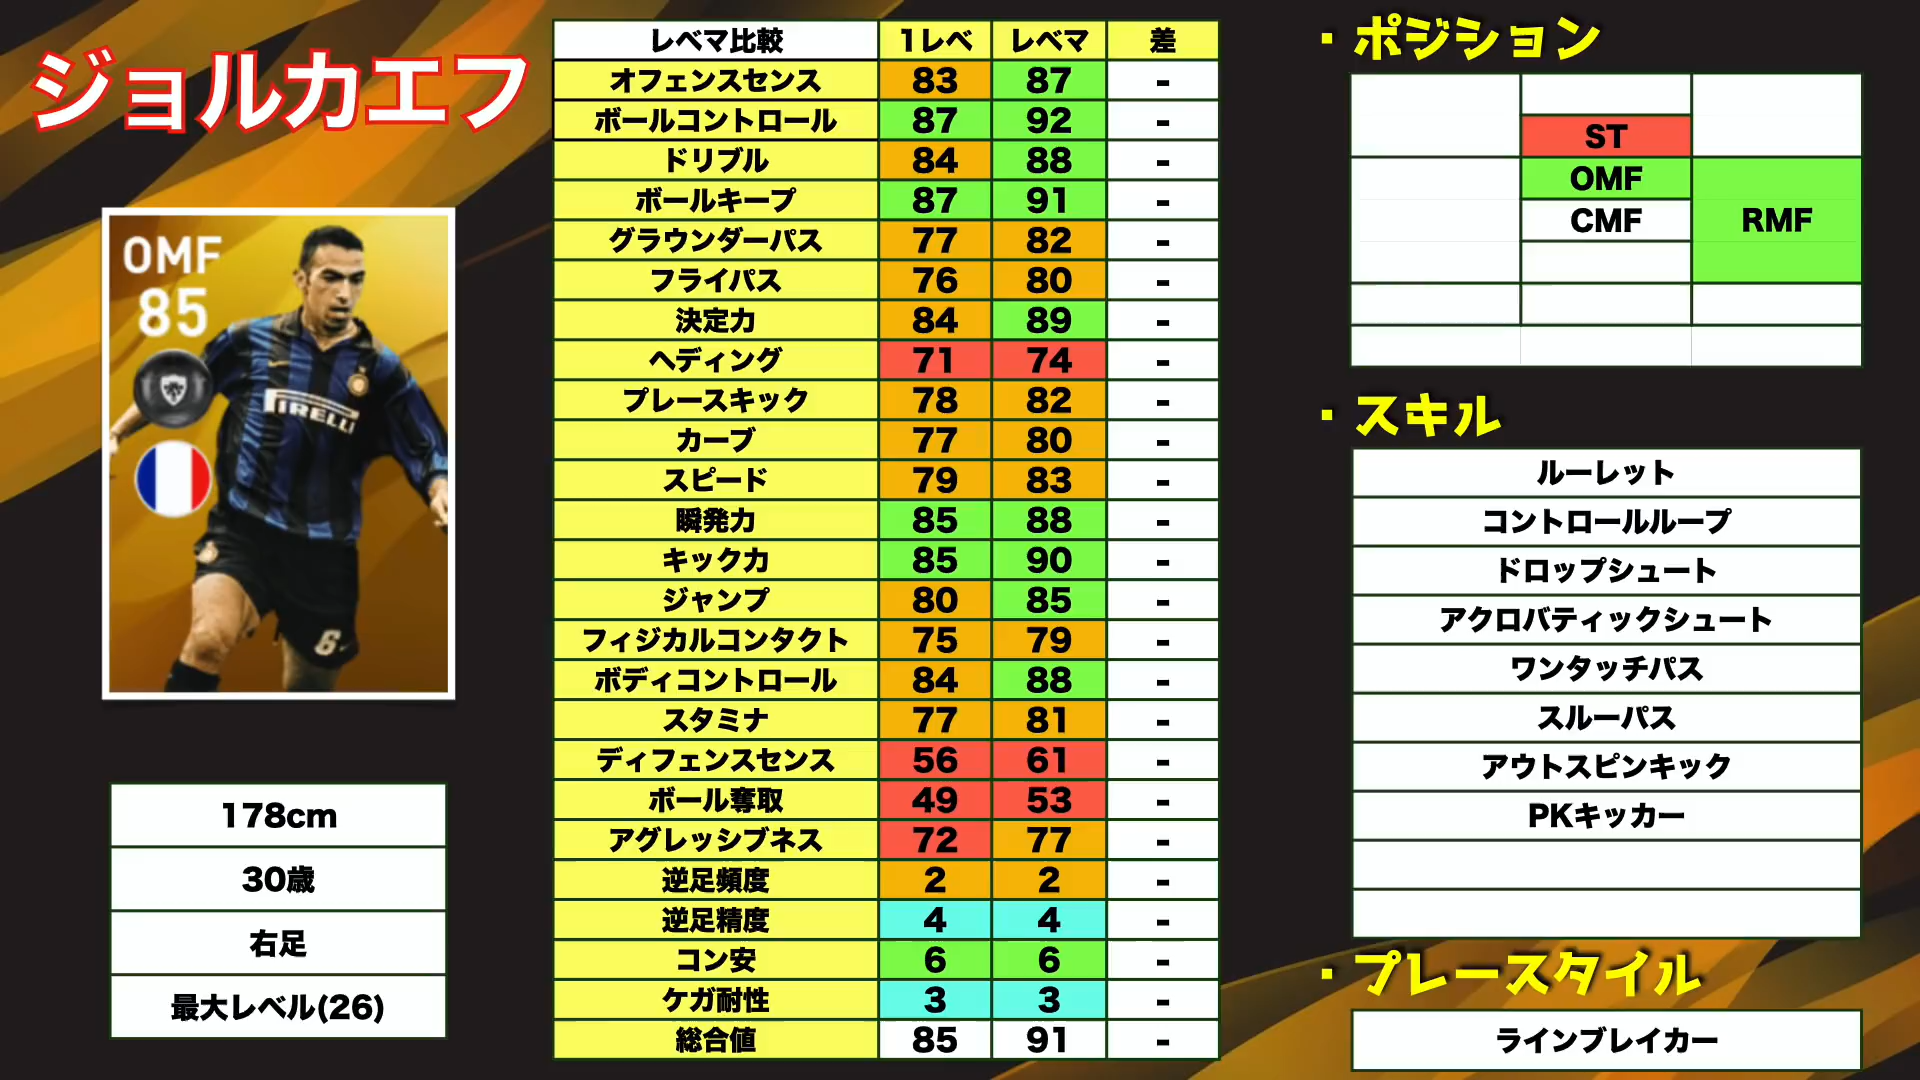 ジョルカエフ
OMF
85
PIRELLI
6
178cm
30歳
右足
最大レベル(26)
レベマ比較 1レベ レベマ 差
オフェンスセンス 83 87 -
ボールコントロール 87 92 -
ドリブル 84 88 -
ボールキープ 87 91 -
グラウンダーパス 77 82 -
フライパス 76 80 -
決定力 84 89 -
ヘディング 71 74 -
プレースキック 78 82 -
カーブ 77 80 -
スピード 79 83 -
瞬発力 85 88 -
キック力 85 90 -
ジャンプ 80 85 -
フィジカルコンタクト 75 79 -
ボディコントロール 84 88 -
スタミナ 77 81 -
ディフェンスセンス 56 61 -
ボール奪取 49 53 -
アグレッシブネス 72 77 -
逆足頻度 2 2 -
逆足精度 4 4 -
コン安 6 6 -
ケガ耐性 3 3 -
総合値 85 91 -
・ポジション
ST
OMF
CMF
RMF
・スキル
ルーレット
コントロールループ
ドロップシュート
アクロバティックシュート
ワンタッチパス
スルーパス
アウトスピンキック
PKキッカー
・プレースタイル
ラインブレイカー